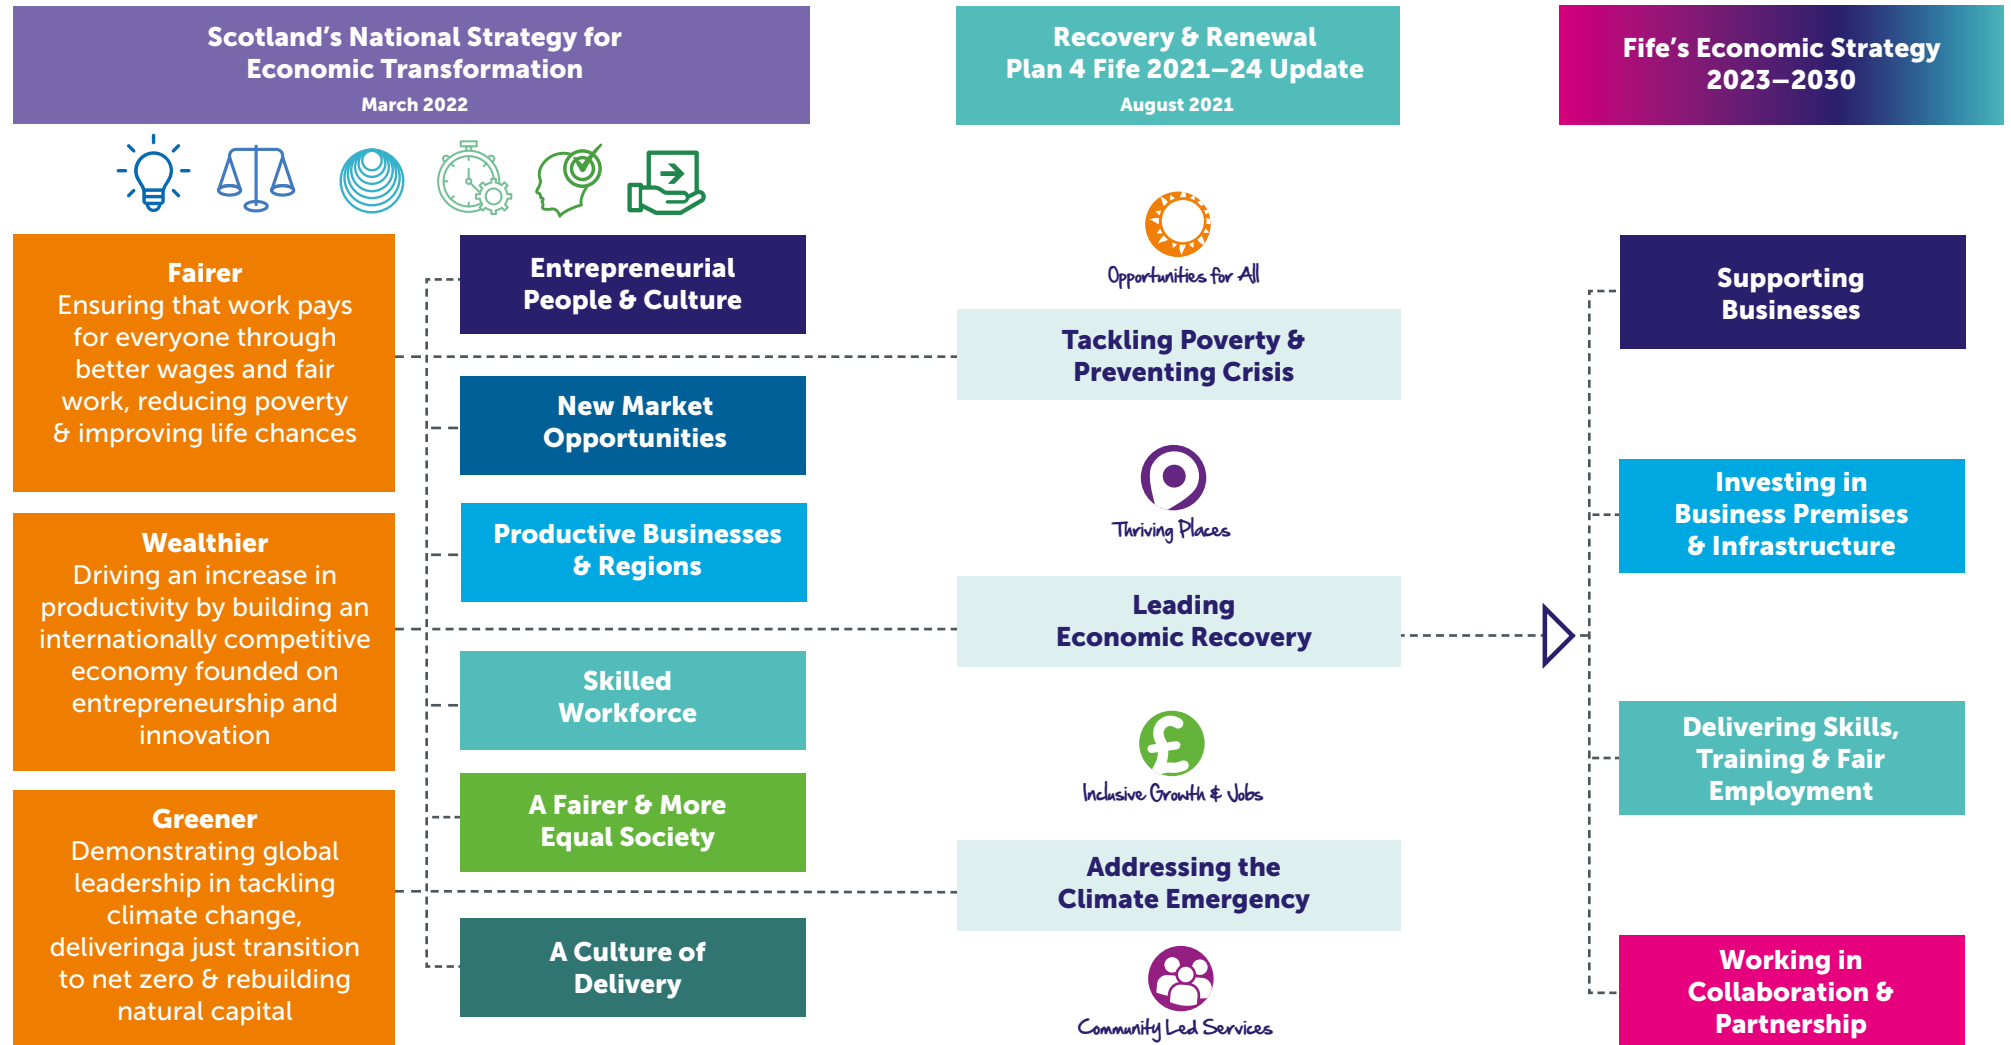 Scotland's National Strategy for
Economic Transformation
March 2022
Fairer
Ensuring that work pays
for everyone through
better wages and fair
work, reducing poverty
& improving life chances
Wealthier
Driving an increase in
productivity by building an
internationally competitive
economy founded on
entrepreneurship and
innovation
Greener
Demonstrating global
leadership in tackling
climate change,
deliveringa just transition
to net zero & rebuilding
natural capital
Entrepreneurial
People & Culture
New Market
Opportunities
Productive Businesses
& Regions
Skilled
Workforce
A Fairer & More
Equal Society
A Culture of
Delivery
Recovery & Renewal
Plan 4 Fife 2021–24 Update
August 2021
Opportunities for All
Tackling Poverty &
Preventing Crisis
Thriving Places
Leading
Economic Recovery
£
Inclusive Growth & Jobs
Addressing the
Climate Emergency
Community Led Services
Fife's Economic Strategy
2023–2030
Supporting
Businesses
Investing in
Business Premises
& Infrastructure
Delivering Skills,
Training & Fair
Employment
Working in
Collaboration &
Partnership